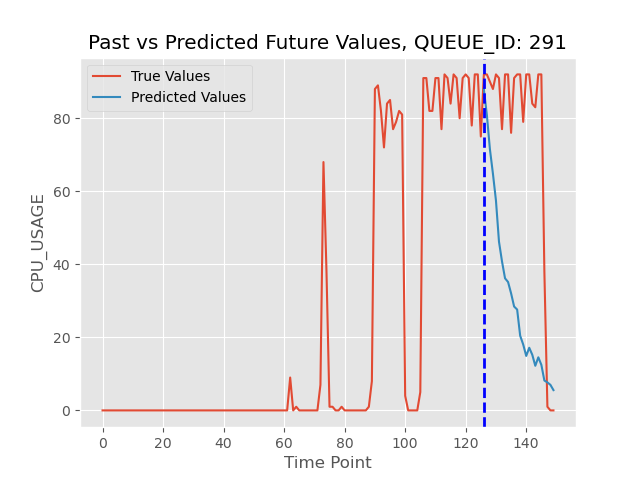 Past vs Predicted Future Values, QUEUE_ID: 291
True Values
Predicted Values
CPU_USAGE
80
60
40
20
0
0 20 40 60 80 100 120 140
Time Point